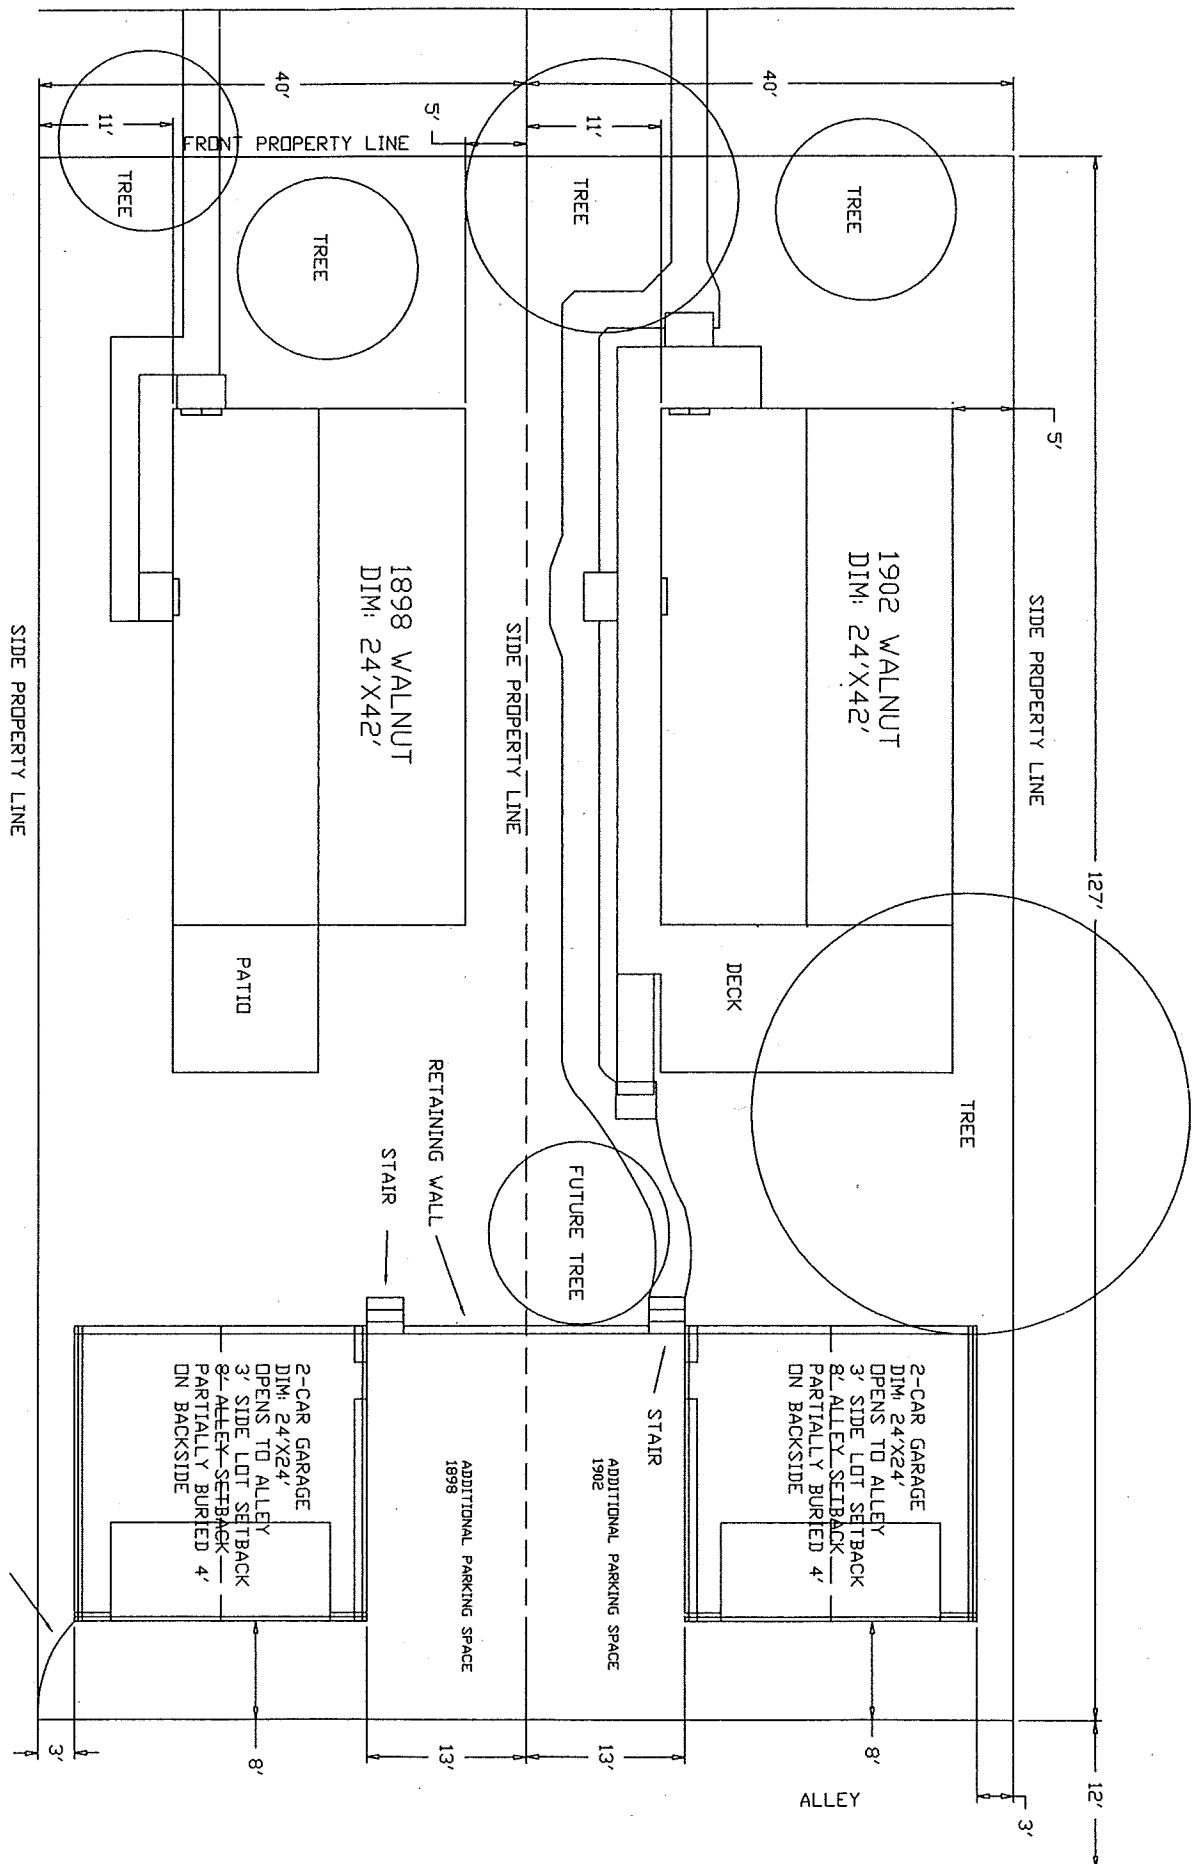 40'
40'
11'
5'
11'
FRONT PROPERTY LINE
TREE
TREE
TREE
TREE
5'
1898 WALNUT
DIM: 24'X42'
1902 WALNUT
DIM: 24'X42'
SIDE PROPERTY LINE
SIDE PROPERTY LINE
SIDE PROPERTY LINE
127'
PATIO
DECK
TREE
RETAINING WALL
STAIR
FUTURE TREE
STAIR
2-CAR GARAGE
DIM: 24'X24'
OPENS TO ALLEY
3' SIDE LOT SETBACK
8' ALLEY SETBACK
PARTIALLY BURIED 4'
ON BACKSIDE
ADDITIONAL PARKING SPACE
1898
ADDITIONAL PARKING SPACE
1902
2-CAR GARAGE
DIM: 24'X24'
OPENS TO ALLEY
3' SIDE LOT SETBACK
8' ALLEY SETBACK
PARTIALLY BURIED 4'
ON BACKSIDE
3'
8'
13'
13'
8'
ALLEY
3'
12'